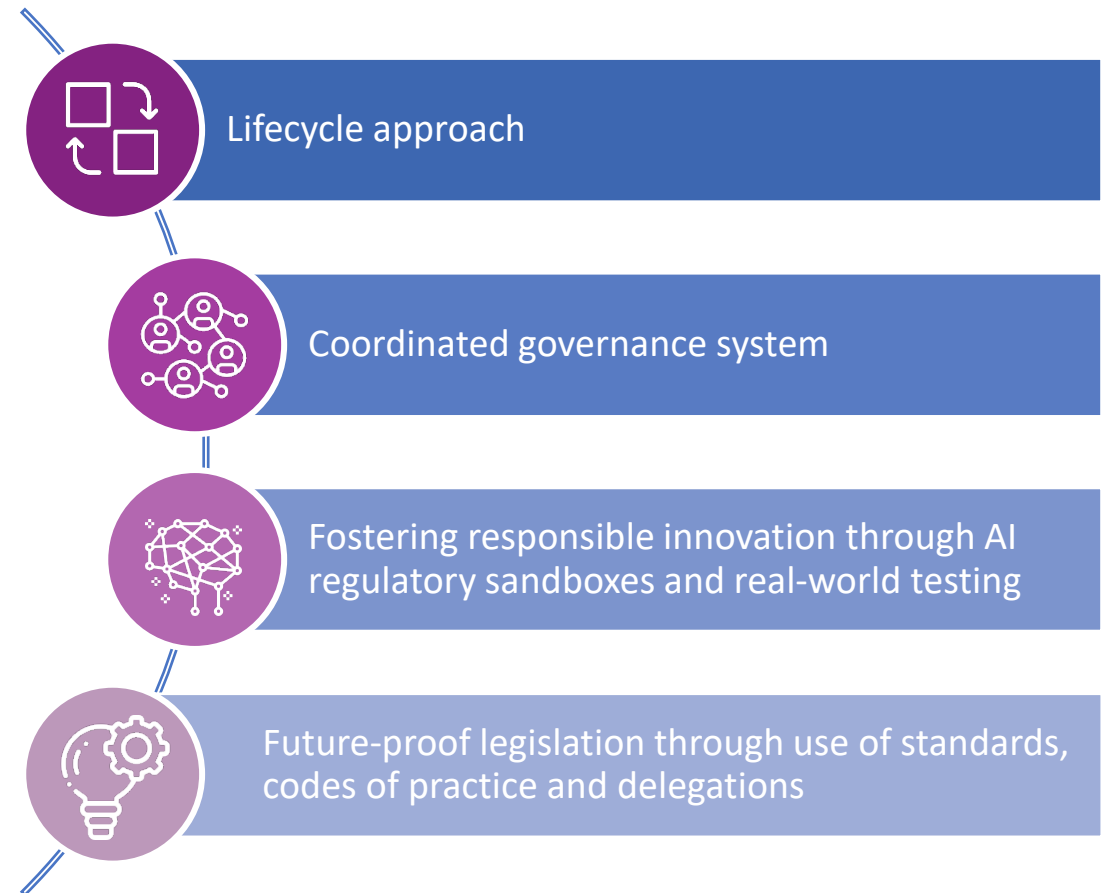 Lifecycle approach
Coordinated governance system
Fostering responsible innovation through AI
regulatory sandboxes and real-world testing
Future-proof legislation through use of standards,
codes of practice and delegations